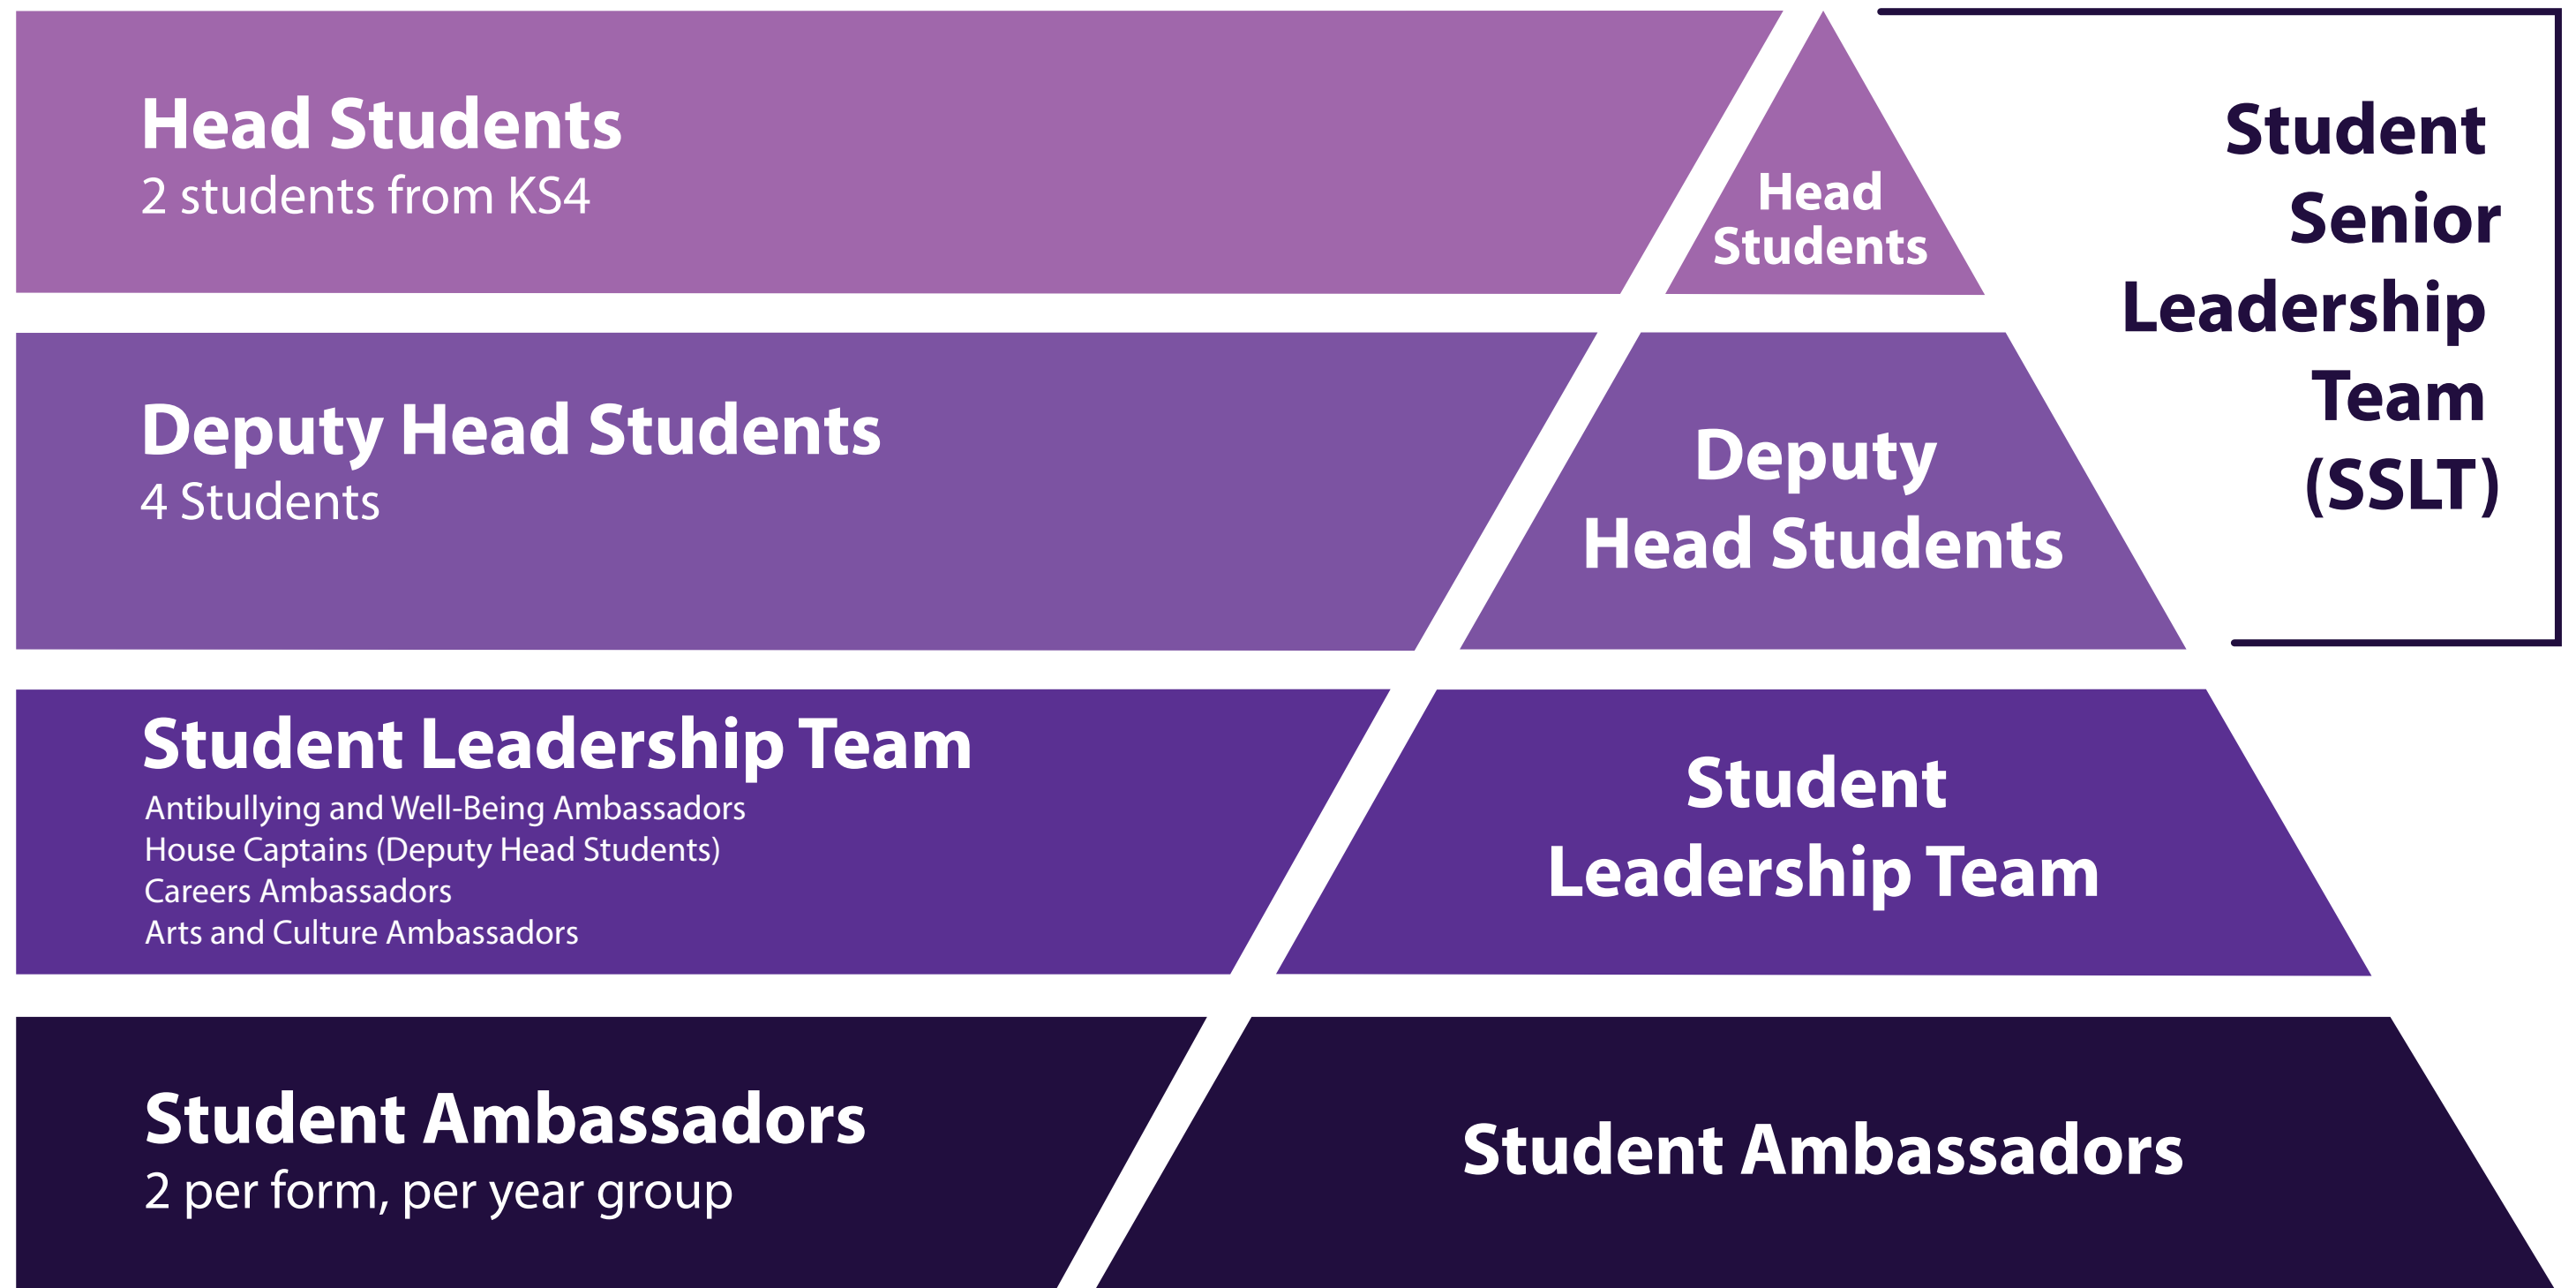 Head Students
2 students from KS4
Head
Students
Student
Senior
Leadership
Team
(SSLT)
Deputy Head Students
4 Students
Deputy
Head Students
Student Leadership Team
Antibullying and Well-Being Ambassadors
House Captains (Deputy Head Students)
Careers Ambassadors
Arts and Culture Ambassadors
Student
Leadership Team
Student Ambassadors
2 per form, per year group
Student Ambassadors